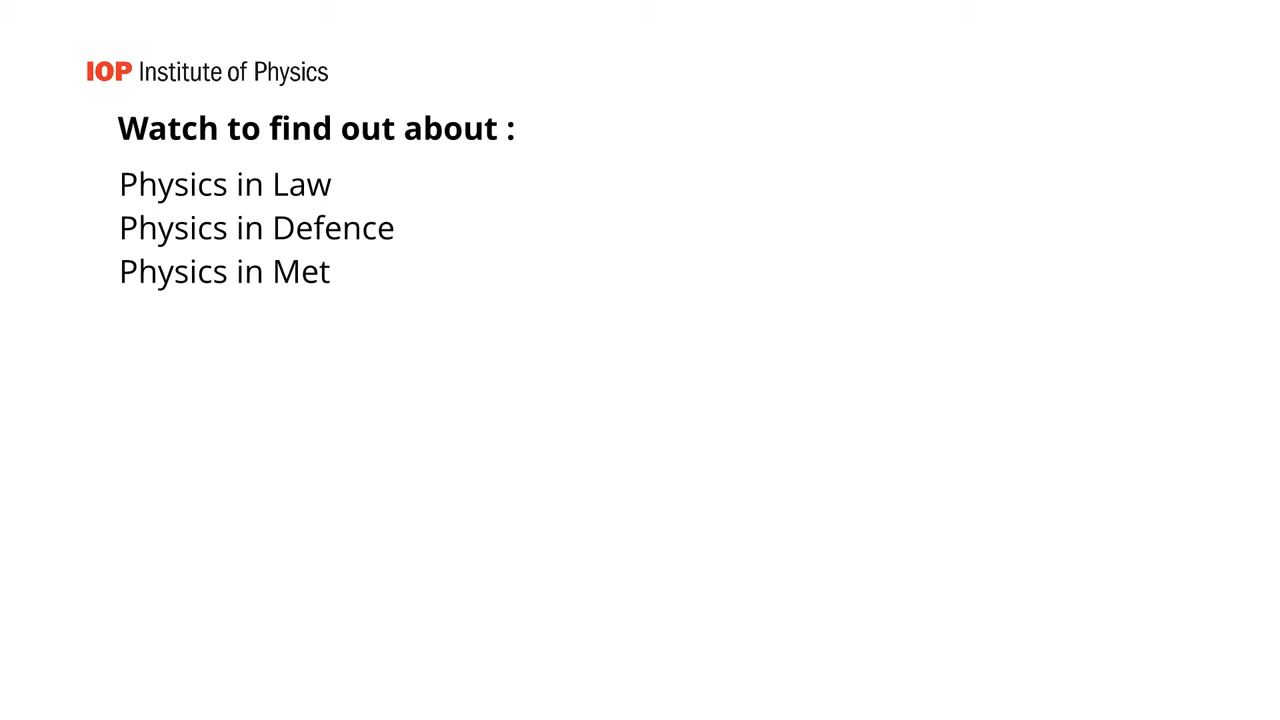 IOP Institute of Physics
Watch to find out about :
Physics in Law
Physics in Defence
Physics in Met